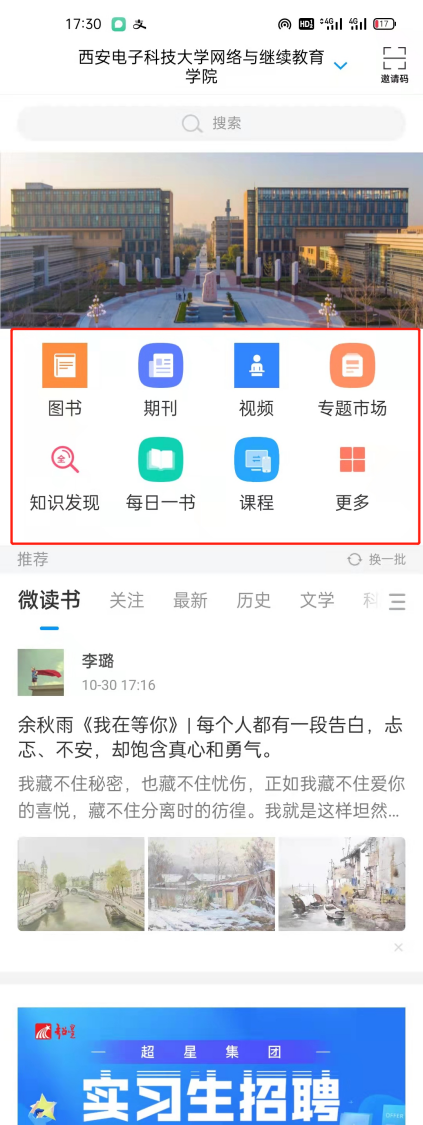 17:30
HD 4G 4G 17
西安电子科技大学网络与继续教育
学院
邀请码
搜索
图书 期刊 视频 专题市场
全
知识发现 每日一书 课程 更多
推荐 换一批
微读书 关注 最新 历史 文学 科
李璐
10-30 17:16
余秋雨《我在等你》| 每个人都有一段告白，忐
忑、不安，却饱含真心和勇气。
我藏不住秘密，也藏不住忧伤，正如我藏不住爱你
的喜悦，藏不住分离时的彷徨。我就是这样坦然...
超星集团
实习生招聘
OFFER